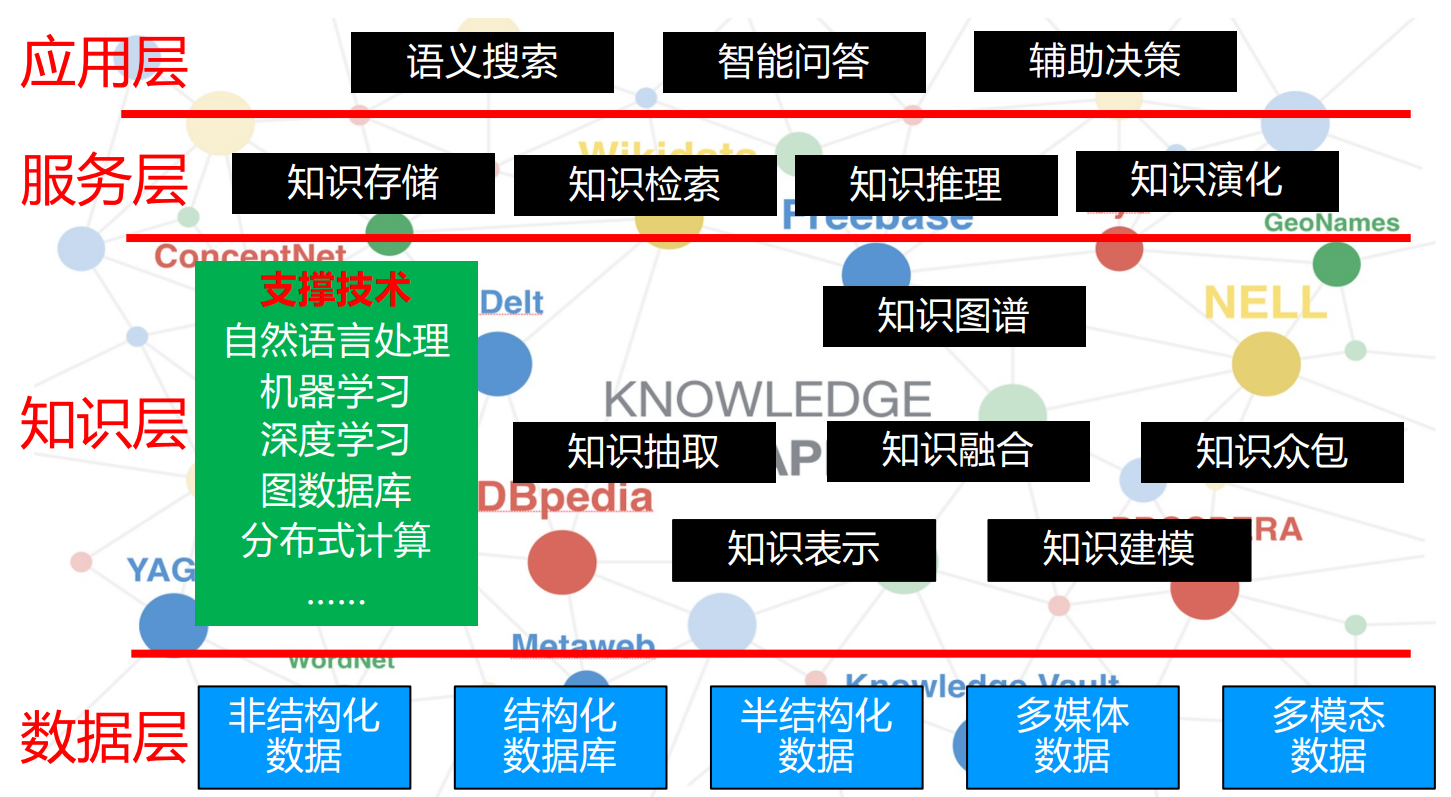 应用层
语义搜索
智能问答
辅助决策
服务层
知识存储
知识检索
知识推理
知识演化
Wikidata
Freebase
GeoNames
ConceptNet
知识层
支撑技术
自然语言处理
机器学习
深度学习
图数据库
分布式计算
……
Delt
知识图谱
NELL
KNOWLEDGE
知识抽取
知识融合
知识众包
DBpedia
知识表示
知识建模
ERA
YAG
Metaweb
WordNet
Knowledge Vault
数据层
非结构化
数据
结构化
数据库
半结构化
数据
多媒体
数据
多模态
数据